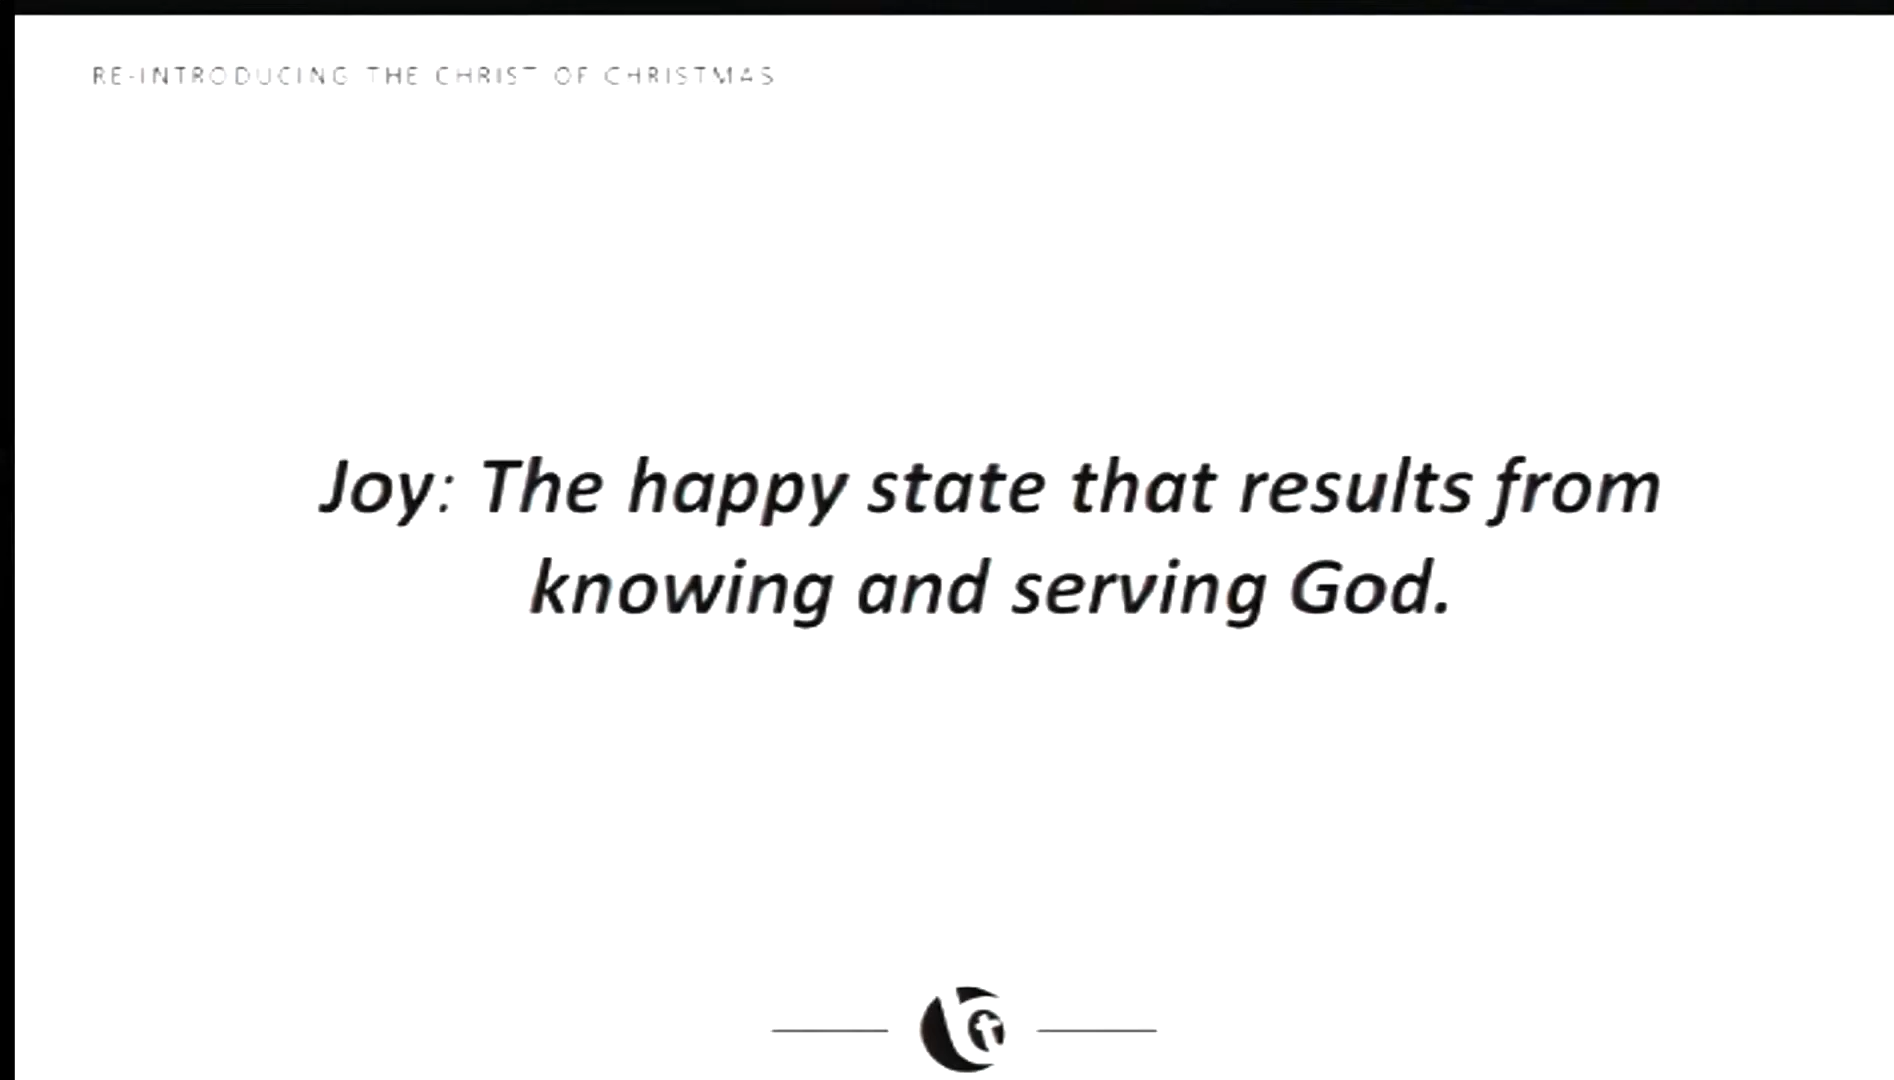 RE-INTRODUCING THE CHRIST OF CHRISTMAS
Joy: The happy state that results from
knowing and serving God.